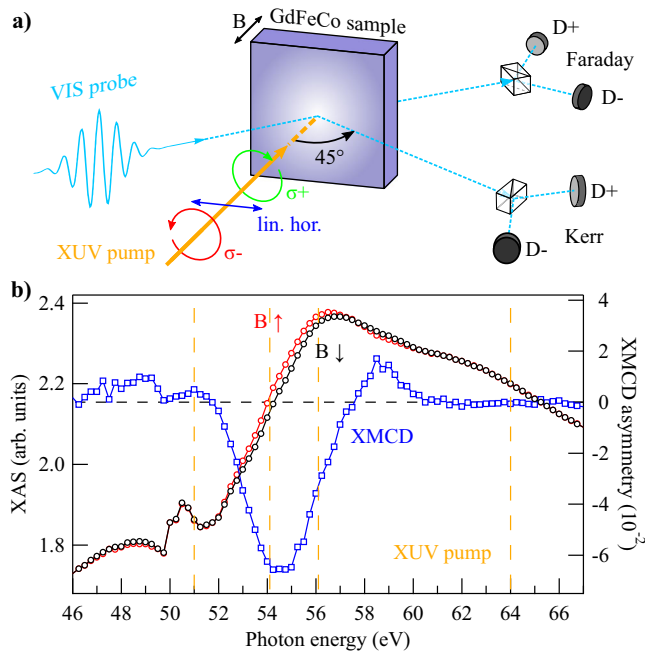 a)
B
GdFeCo sample
D+
Faraday
D-
VIS probe
45°
σ+
lin. hor.
XUV pump
σ-
D+
Kerr
D-
b)
2.4
2.2
2.0
1.8
XAS (arb. units)
B ↑
B ↓
XMCD
XUV pump
4
2
0
-2
-4
-6
XMCD asymmetry (10⁻²)
46 48 50 52 54 56 58 60 62 64 66
Photon energy (eV)